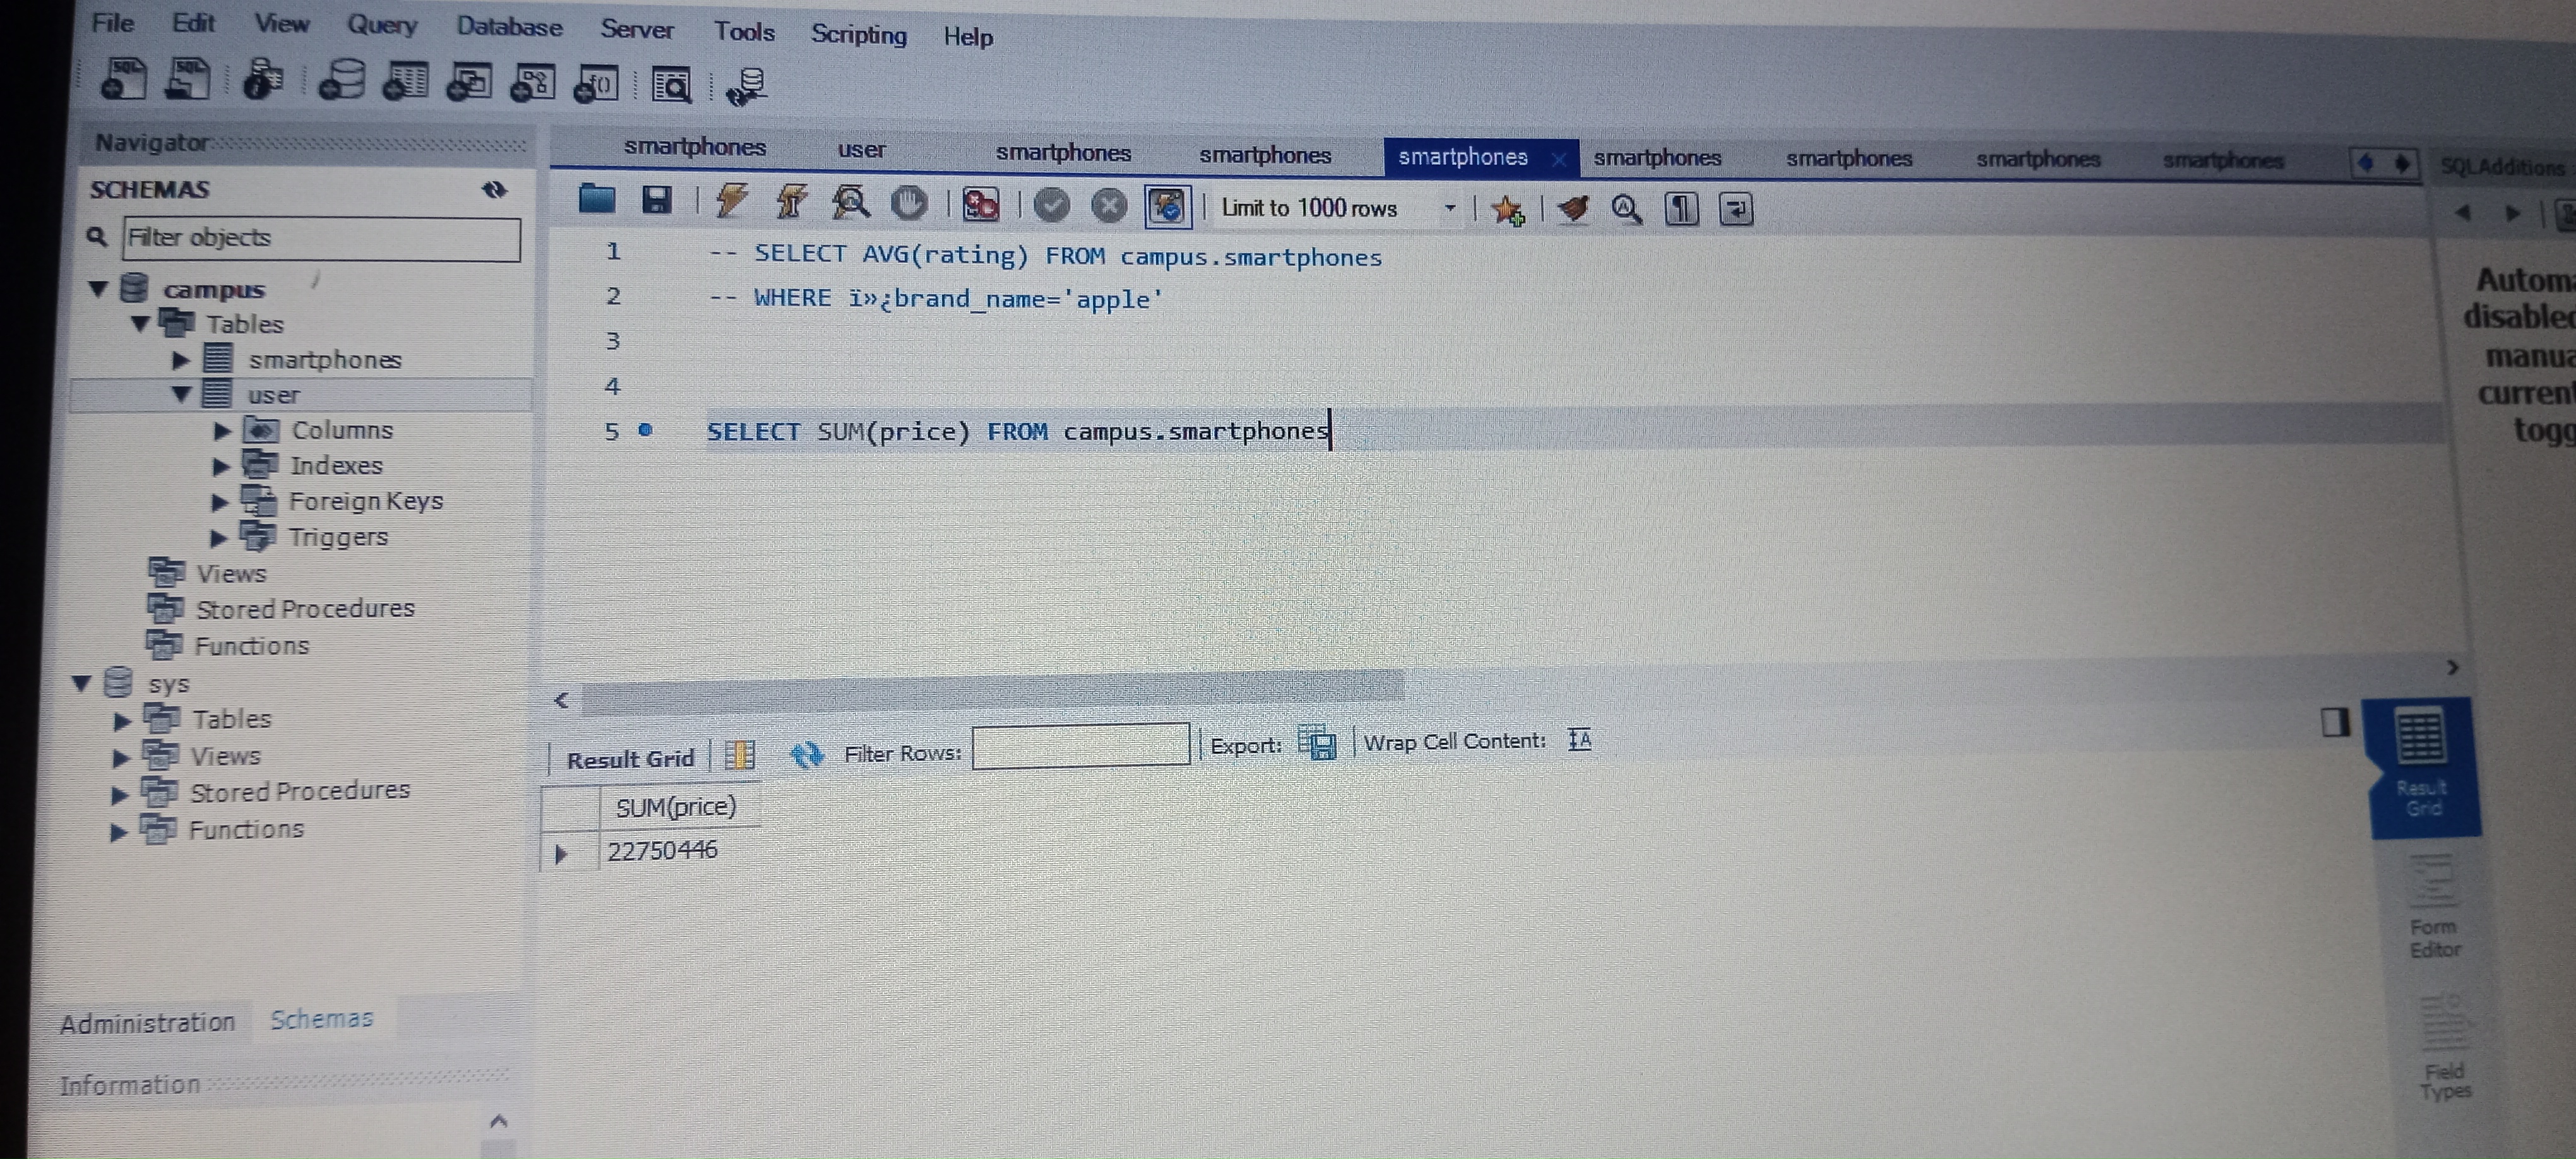 File Edit View Query Database Server Tools Scripting Help
Navigator
SCHEMAS
Filter objects
campus
Tables
smartphones
user
Columns
Indexes
Foreign Keys
Triggers
Views
Stored Procedures
Functions
sys
Tables
Views
Stored Procedures
Functions
Administration Schemas
Information
smartphones user smartphones smartphones smartphones smartphones smartphones smartphones smartphones
Limit to 1000 rows
1 -- SELECT AVG(rating) FROM campus.smartphones
2 -- WHERE ï»¿brand_name='apple'
3
4
5 SELECT SUM(price) FROM campus.smartphones
Result Grid Filter Rows: Export: Wrap Cell Content: IA
SUM(price)
22750446
SQLAdditions
Autom
disabled
manua
current
togg
Result
Grid
Form
Editor
Field
Types